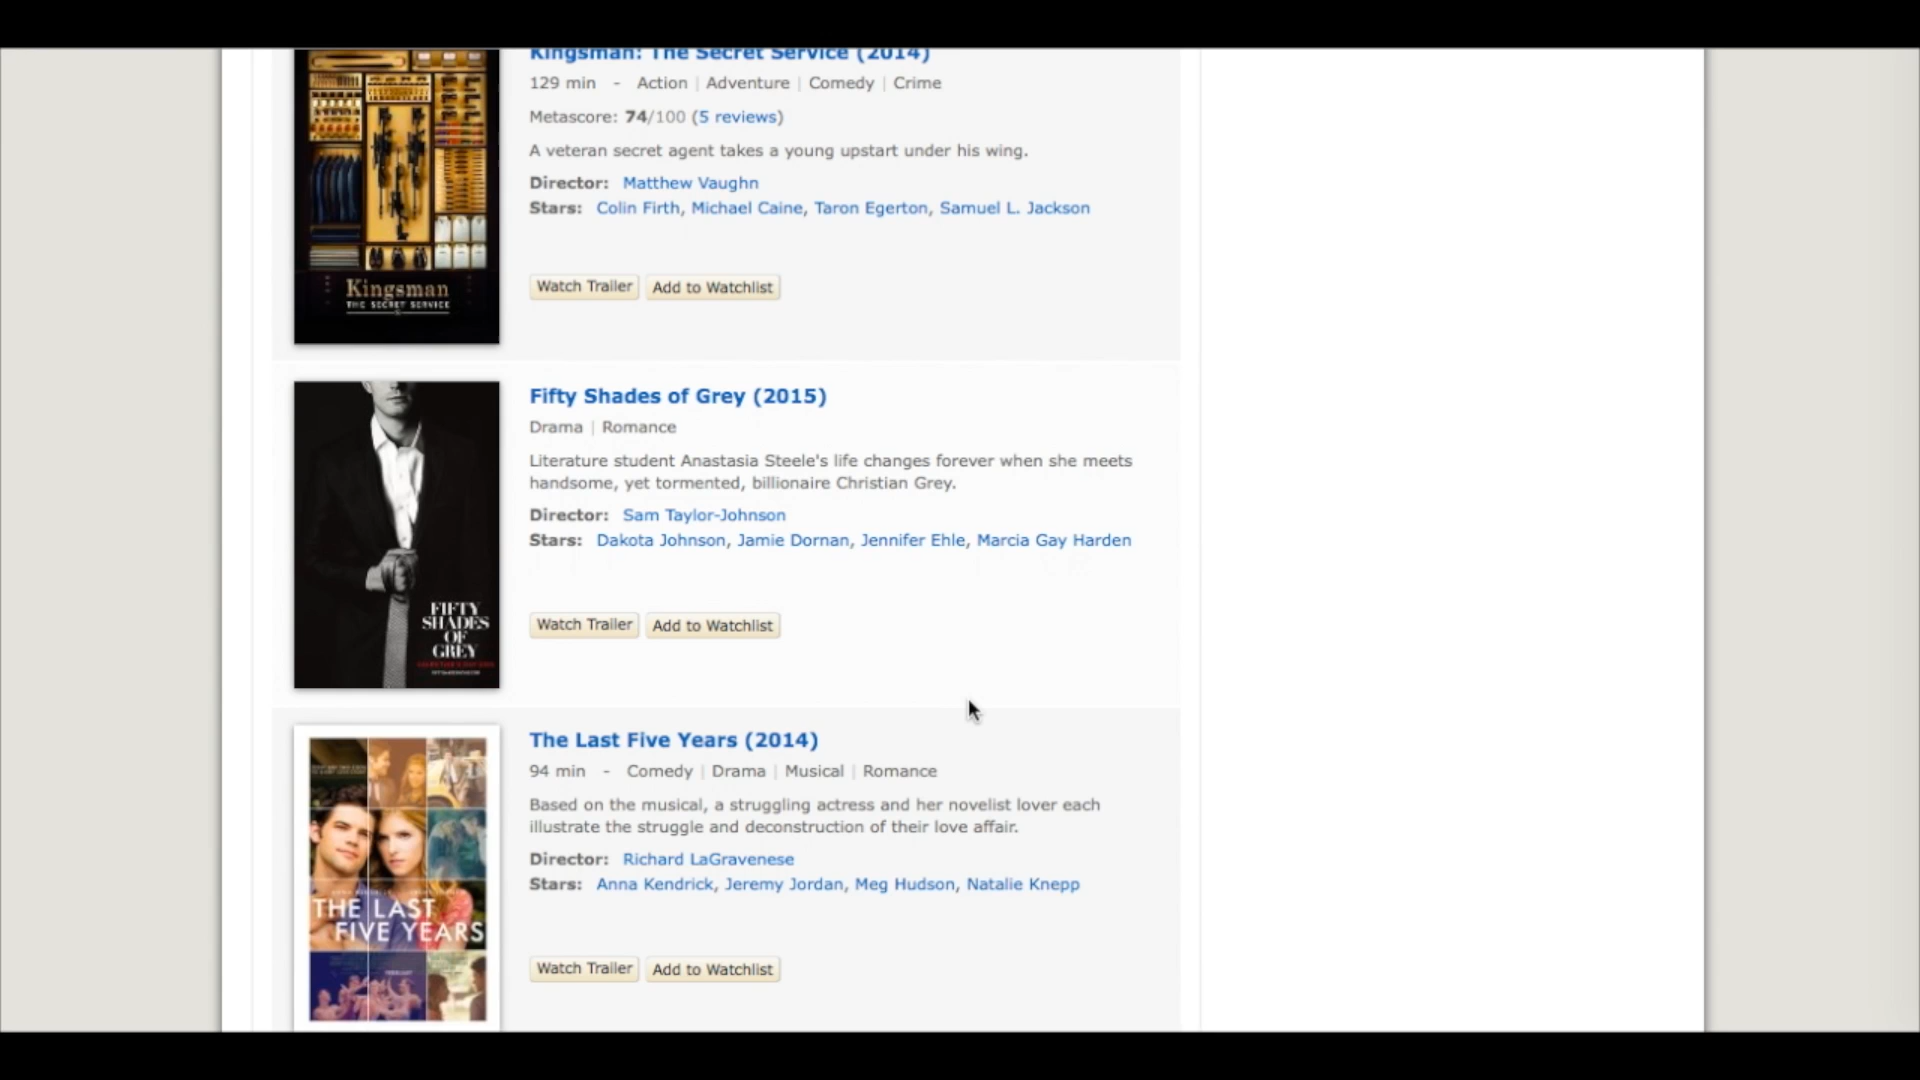 Kingsman: The Secret Service (2014)
129 min - Action | Adventure | Comedy | Crime
Metascore: 74/100 (5 reviews)
A veteran secret agent takes a young upstart under his wing.
Director: Matthew Vaughn
Stars: Colin Firth, Michael Caine, Taron Egerton, Samuel L. Jackson
Watch Trailer Add to Watchlist
Kingsman
THE SECRET SERVICE
Fifty Shades of Grey (2015)
Drama | Romance
Literature student Anastasia Steele's life changes forever when she meets
handsome, yet tormented, billionaire Christian Grey.
Director: Sam Taylor-Johnson
Stars: Dakota Johnson, Jamie Dornan, Jennifer Ehle, Marcia Gay Harden
Watch Trailer Add to Watchlist
FIFTY
SHADES
OF
GREY
The Last Five Years (2014)
94 min - Comedy | Drama | Musical | Romance
Based on the musical, a struggling actress and her novelist lover each
illustrate the struggle and deconstruction of their love affair.
Director: Richard LaGravenese
Stars: Anna Kendrick, Jeremy Jordan, Meg Hudson, Natalie Knepp
Watch Trailer Add to Watchlist
THE LAST
FIVE YEARS